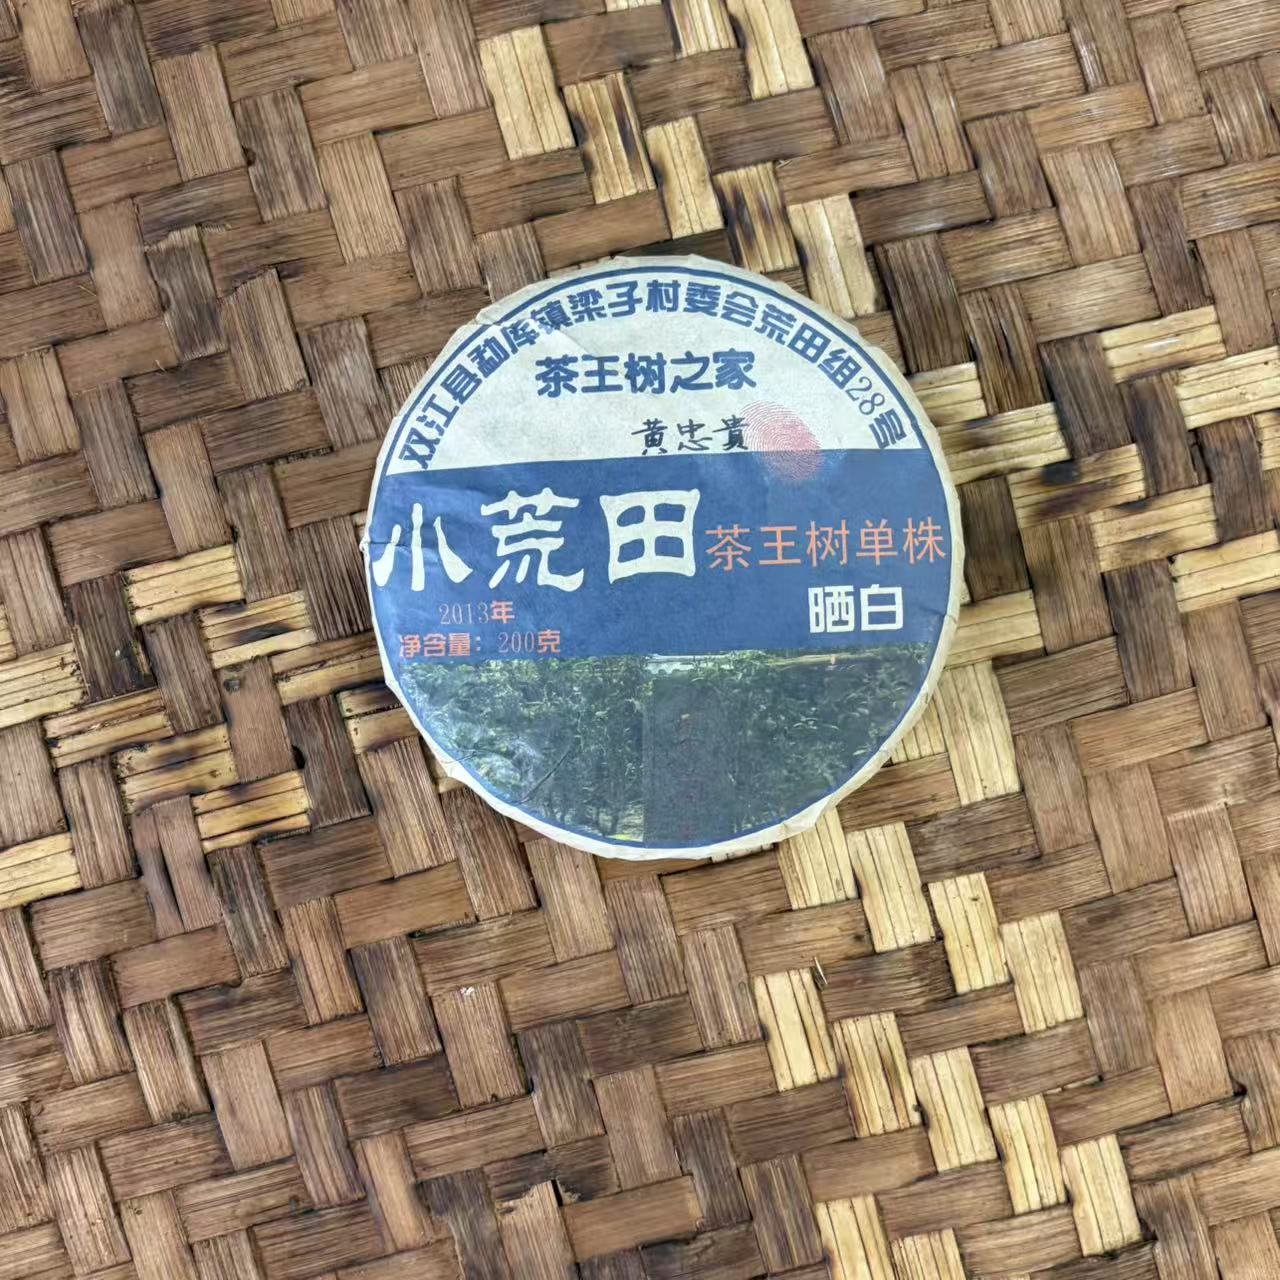 双江县勐库镇梁子村委会荒田组28号
茶王树之家
黄忠贵
小荒田茶王树单株
晒白
2013年
净含量：200克